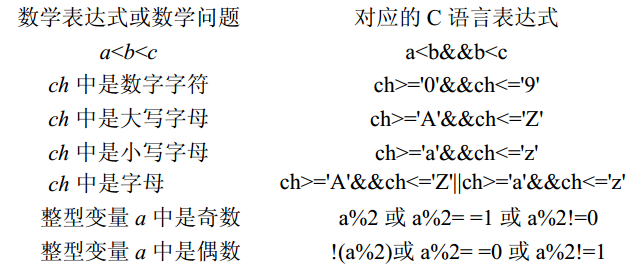 数学表达式或数学问题 对应的 C 语言表达式
a<b<c a<b&&b<c
ch 中是数字字符 ch>='0'&&ch<='9'
ch 中是大写字母 ch>='A'&&ch<='Z'
ch 中是小写字母 ch>='a'&&ch<='z'
ch 中是字母 ch>='A'&&ch<='Z'||ch>='a'&&ch<='z'
整型变量 a 中是奇数 a%2 或 a%2= =1 或 a%2!=0
整型变量 a 中是偶数 !(a%2)或 a%2= =0 或 a%2!=1